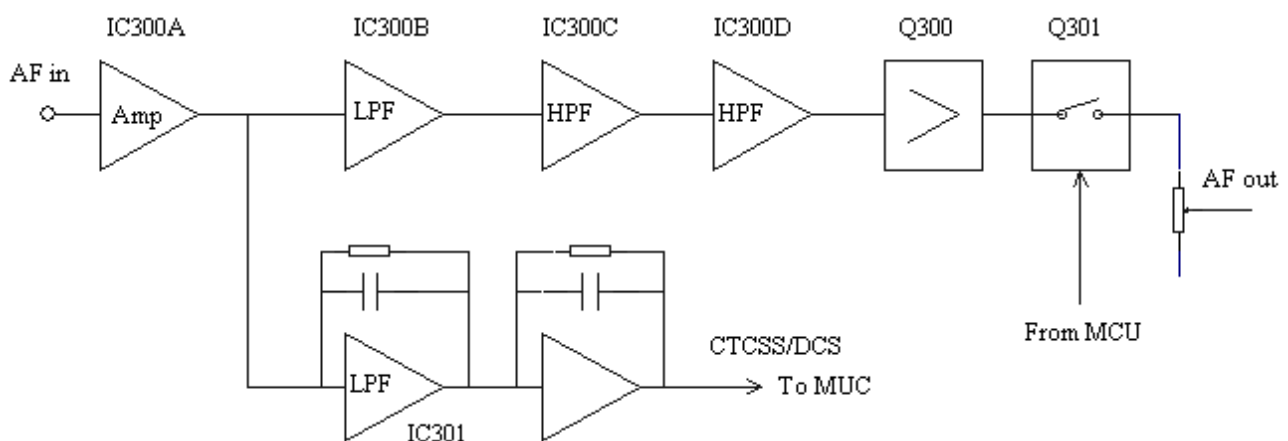 IC300A
IC300B
IC300C
IC300D
Q300
Q301
AF in
Amp
LPF
HPF
HPF
AF out
From MCU
CTCSS/DCS
LPF
To MUC
IC301